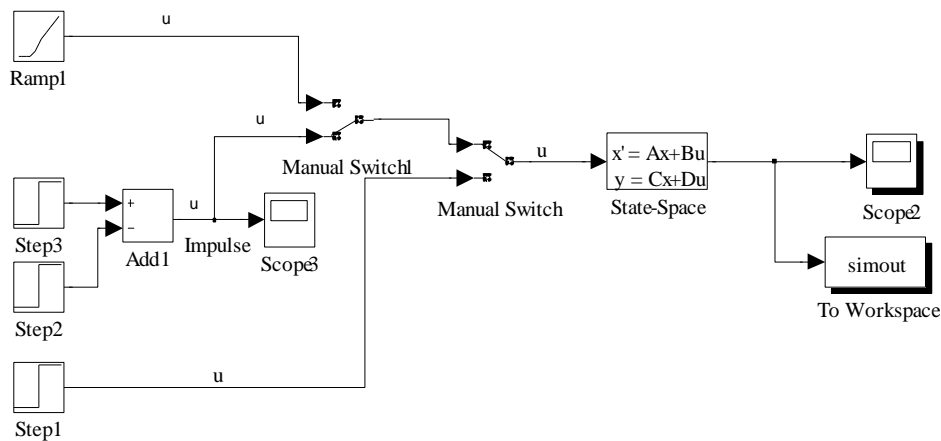 u
Ramp1
u
Manual Switch1
u
Manual Switch
x' = Ax+Bu
y = Cx+Du
State-Space
Scope2
+
−
u
Step3
Add1
Impulse
Scope3
simout
To Workspace
Step2
u
Step1